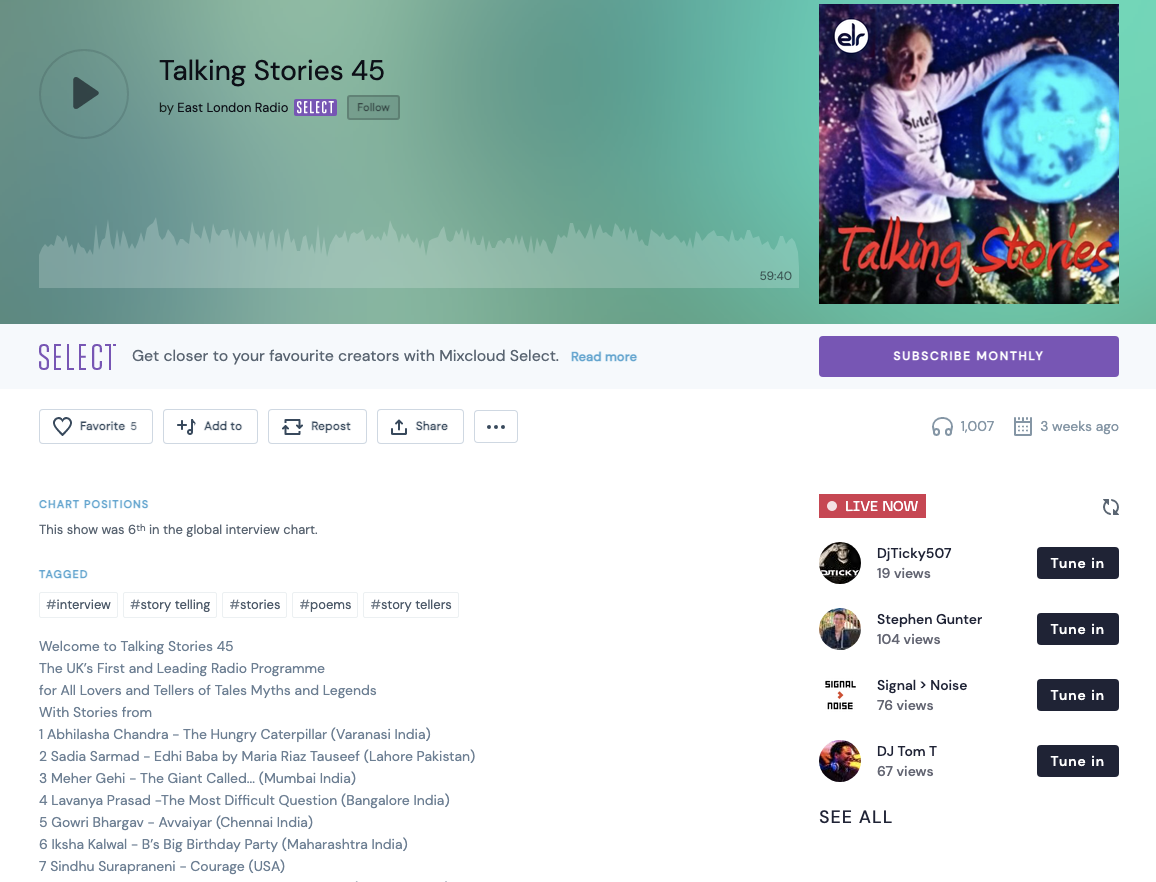 Talking Stories 45
by East London Radio SELECT Follow
59:40
elr
Talking Stories
SELECT Get closer to your favourite creators with Mixcloud Select. Read more
SUBSCRIBE MONTHLY
Favorite 5 Add to Repost Share
1,007 3 weeks ago
CHART POSITIONS
This show was 6th in the global interview chart.
TAGGED
#interview #story telling #stories #poems #story tellers
Welcome to Talking Stories 45
The UK's First and Leading Radio Programme
for All Lovers and Tellers of Tales Myths and Legends
With Stories from
1 Abhilasha Chandra - The Hungry Caterpillar (Varanasi India)
2 Sadia Sarmad - Edhi Baba by Maria Riaz Tauseef (Lahore Pakistan)
3 Meher Gehi - The Giant Called... (Mumbai India)
4 Lavanya Prasad -The Most Difficult Question (Bangalore India)
5 Gowri Bhargav - Avvaiyar (Chennai India)
6 Iksha Kalwal - B's Big Birthday Party (Maharashtra India)
7 Sindhu Surapraneni - Courage (USA)
LIVE NOW
DJTICKY
DjTicky507
19 views
Tune in
Stephen Gunter
104 views
Tune in
SIGNAL
>
NOISE
Signal > Noise
76 views
Tune in
DJ Tom T
67 views
Tune in
SEE ALL